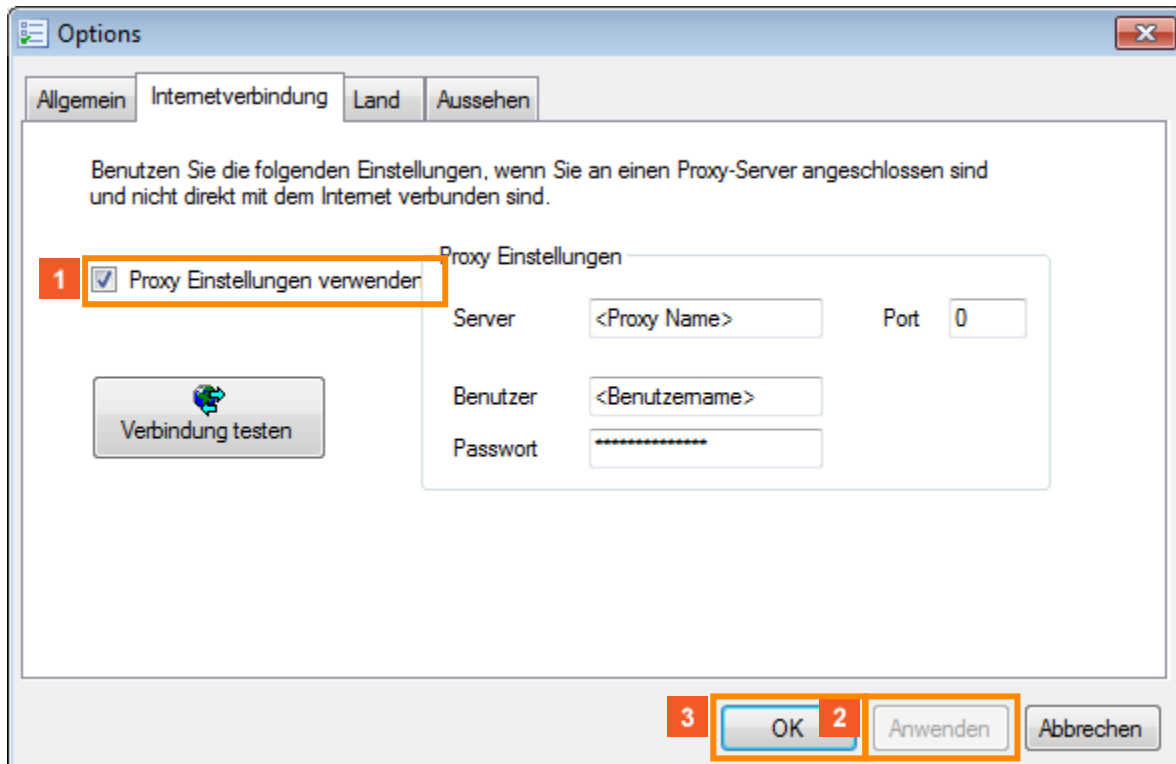 Options
Allgemein Internetverbindung Land Aussehen
Benutzen Sie die folgenden Einstellungen, wenn Sie an einen Proxy-Server angeschlossen sind
und nicht direkt mit dem Internet verbunden sind.
1 Proxy Einstellungen verwenden
Proxy Einstellungen
Server <Proxy Name> Port 0
Verbindung testen
Benutzer <Benutzername>
Passwort **************
3 OK 2 Anwenden Abbrechen